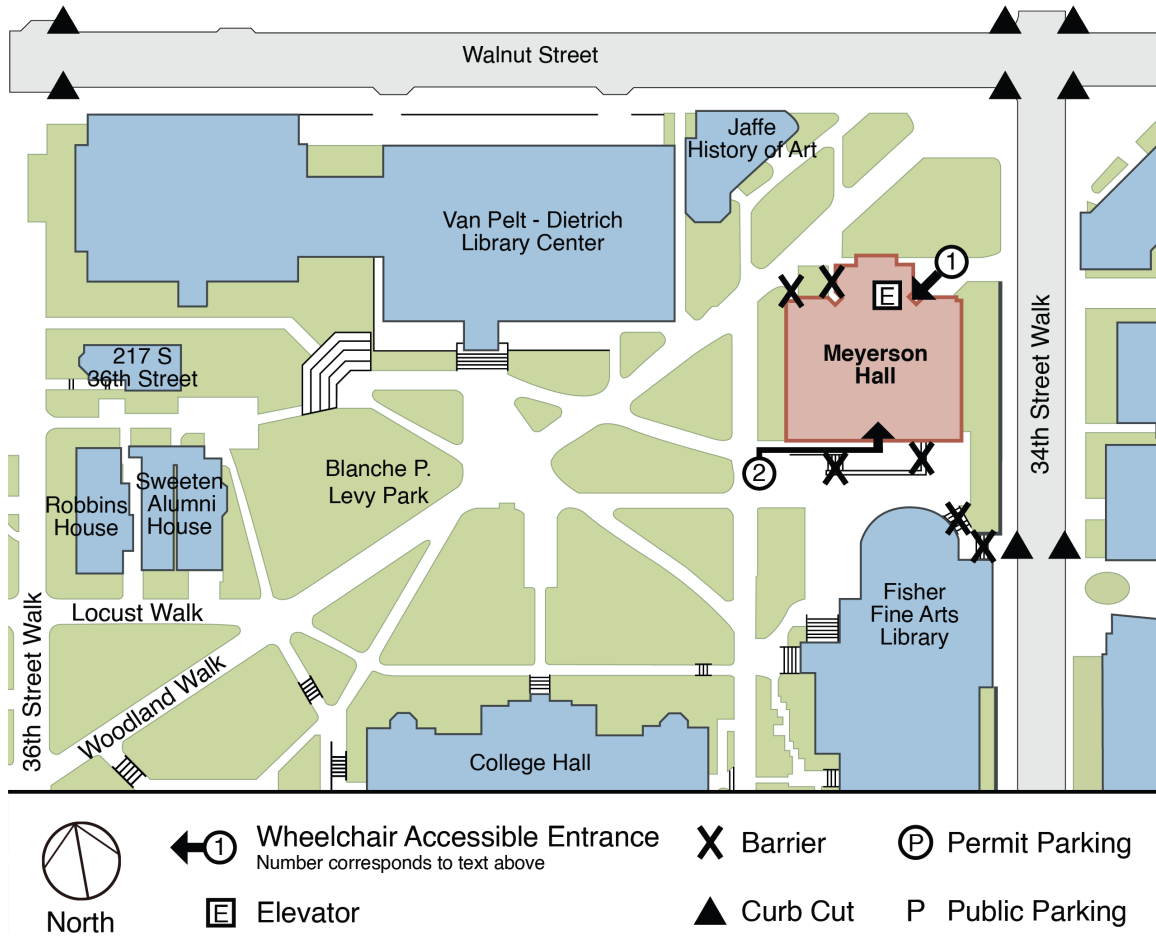 Walnut Street
Jaffe
History of Art
Van Pelt - Dietrich
Library Center
1
E
217 S
36th Street
Meyerson
Hall
34th Street Walk
Blanche P.
Levy Park
2
Robbins
House
Sweeten
Alumni
House
Fisher
Fine Arts
Library
Locust Walk
36th Street Walk
Woodland Walk
College Hall
1 Wheelchair Accessible Entrance
Number corresponds to text above
Barrier
P Permit Parking
North
E Elevator
Curb Cut
P Public Parking